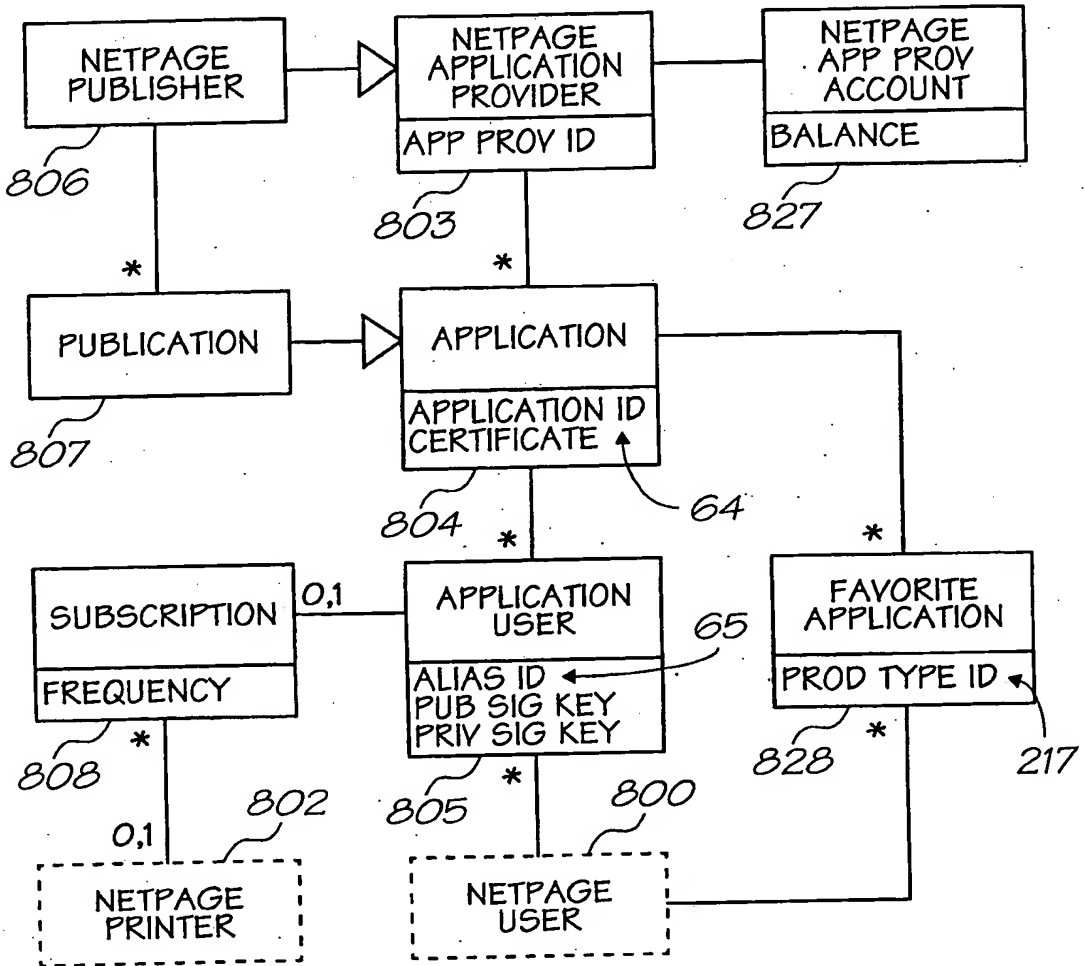 NETPAGE
PUBLISHER
806
NETPAGE
APPLICATION
PROVIDER
APP PROV ID
803
NETPAGE
APP PROV
ACCOUNT
BALANCE
827
*
*
PUBLICATION
807
APPLICATION
APPLICATION ID
CERTIFICATE
804
64
*
*
SUBSCRIPTION
FREQUENCY
808
0,1
APPLICATION
USER
ALIAS ID
PUB SIG KEY
PRIV SIG KEY
805
65
FAVORITE
APPLICATION
PROD TYPE ID
828
217
*
*
*
0,1
802
NETPAGE
PRINTER
800
NETPAGE
USER